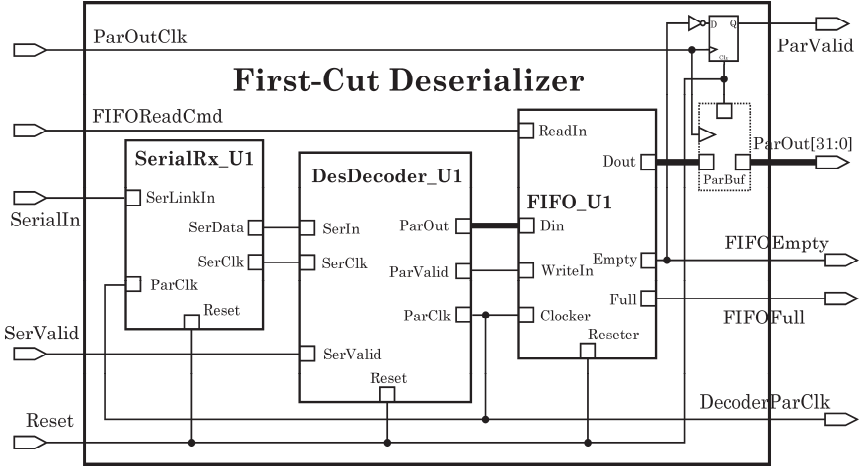 ParOutClk
D Q
ParValid
Clr
First-Cut Deserializer
FIFOReadCmd
ReadIn
ParOut[31:0]
SerialRx_U1
DesDecoder_U1
Dout
ParBuf
SerLinkIn
SerialIn
FIFO_U1
SerData
SerIn
ParOut
Din
FIFOEmpty
SerClk
SerClk
ParValid
WriteIn
Empty
ParClk
Full
Reset
ParClk
Clocker
FIFOFull
SerValid
Reseter
SerValid
Reset
DecoderParClk
Reset